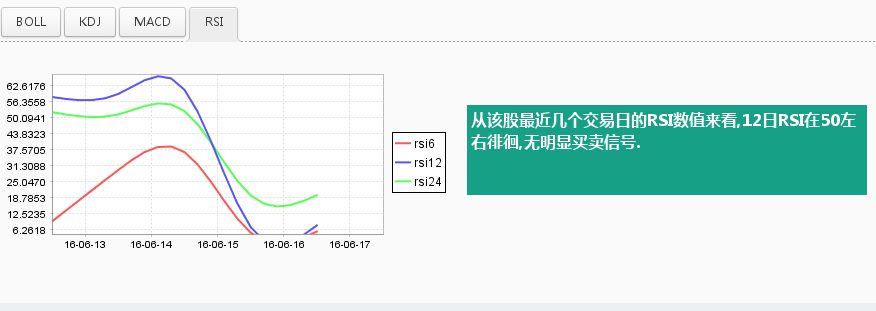 BOLL KDJ MACD RSI
62.6176
56.3558
50.0941
43.8323
37.5705
31.3088
25.0470
18.7853
12.5235
6.2618
16-06-13 16-06-14 16-06-15 16-06-16 16-06-17
rsi6
rsi12
rsi24
从该股最近几个交易日的RSI数值来看,12日RSI在50左
右徘徊,无明显买卖信号.